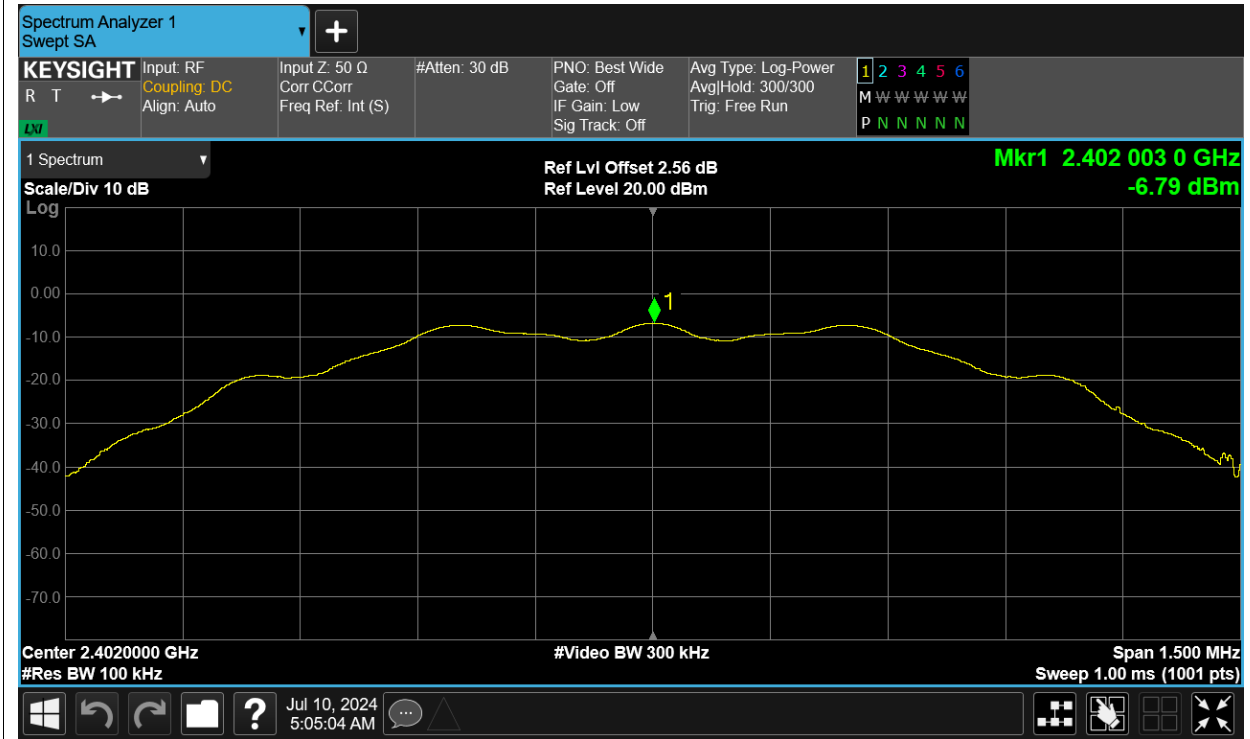 Spectrum Analyzer 1
Swept SA
KEYSIGHT
R T
LXI
Input: RF
Coupling: DC
Align: Auto
Input Z: 50 Ω
Corr CCorr
Freq Ref: Int (S)
#Atten: 30 dB
PNO: Best Wide
Gate: Off
IF Gain: Low
Sig Track: Off
Avg Type: Log-Power
Avg|Hold: 300/300
Trig: Free Run
1 2 3 4 5 6
M W W W W W
P N N N N N
1 Spectrum
Scale/Div 10 dB
Log
Ref Lvl Offset 2.56 dB
Ref Level 20.00 dBm
Mkr1 2.402 003 0 GHz
-6.79 dBm
10.0
0.00
1
-10.0
-20.0
-30.0
-40.0
-50.0
-60.0
-70.0
Center 2.4020000 GHz
#Res BW 100 kHz
#Video BW 300 kHz
Span 1.500 MHz
Sweep 1.00 ms (1001 pts)
?
Jul 10, 2024
5:05:04 AM